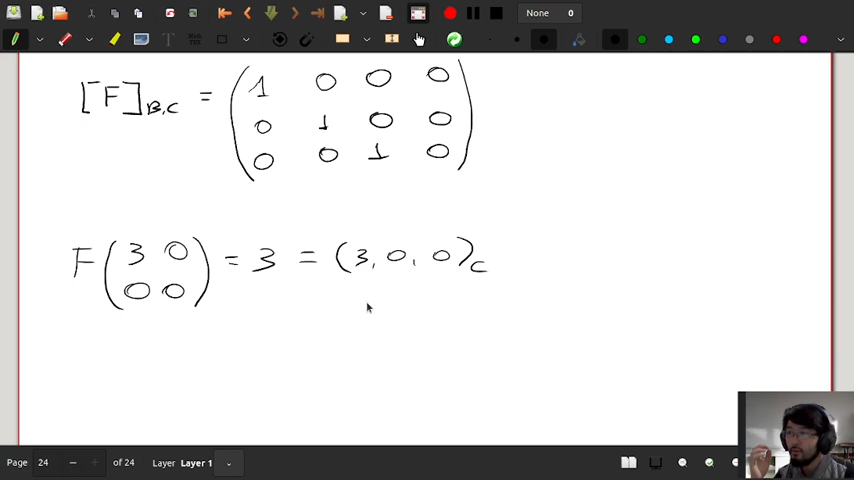 None 0
[F]_{B,C} = ( 1 0 0 0
0 1 0 0
0 0 1 0 )
F ( 3 0
0 0 ) = 3 = (3, 0, 0)_C
Page 24 of 24 Layer Layer 1